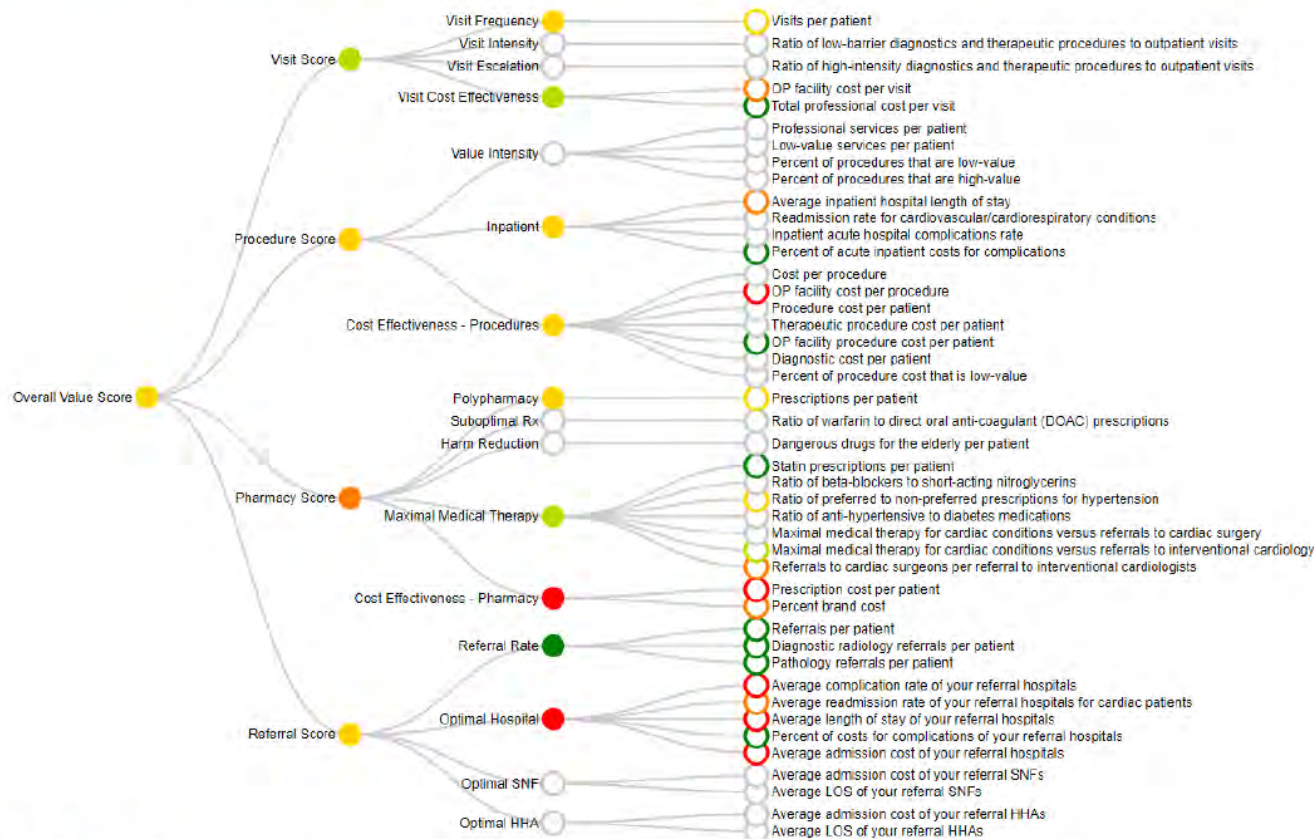 Overall Value Score
Visit Score
Procedure Score
Pharmacy Score
Referral Score
Visit Frequency
Visit Intensity
Visit Escalation
Visit Cost Effectiveness
Value Intensity
Inpatient
Cost Effectiveness - Procedures
Polypharmacy
Suboptimal Rx
Harm Reduction
Maximal Medical Therapy
Cost Effectiveness - Pharmacy
Referral Rate
Optimal Hospital
Optimal SNF
Optimal HHA
Visits per patient
Ratio of low-barrier diagnostics and therapeutic procedures to outpatient visits
Ratio of high-intensity diagnostics and therapeutic procedures to outpatient visits
OP facility cost per visit
Total professional cost per visit
Professional services per patient
Low-value services per patient
Percent of procedures that are low-value
Percent of procedures that are high-value
Average inpatient hospital length of stay
Readmission rate for cardiovascular/cardiorespiratory conditions
Inpatient acute hospital complications rate
Percent of acute inpatient costs for complications
Cost per procedure
OP facility cost per procedure
Procedure cost per patient
Therapeutic procedure cost per patient
OP facility procedure cost per patient
Diagnostic cost per patient
Percent of procedure cost that is low-value
Prescriptions per patient
Ratio of warfarin to direct oral anti-coagulant (DOAC) prescriptions
Dangerous drugs for the elderly per patient
Statin prescriptions per patient
Ratio of beta-blockers to short-acting nitroglycerins
Ratio of preferred to non-preferred prescriptions for hypertension
Ratio of anti-hypertensive to diabetes medications
Maximal medical therapy for cardiac conditions versus referrals to cardiac surgery
Maximal medical therapy for cardiac conditions versus referrals to interventional cardiology
Referrals to cardiac surgeons per referral to interventional cardiologists
Prescription cost per patient
Percent brand cost
Referrals per patient
Diagnostic radiology referrals per patient
Pathology referrals per patient
Average complication rate of your referral hospitals
Average readmission rate of your referral hospitals for cardiac patients
Average length of stay of your referral hospitals
Percent of costs for complications of your referral hospitals
Average admission cost of your referral hospitals
Average admission cost of your referral SNFs
Average LOS of your referral SNFs
Average admission cost of your referral HHAs
Average LOS of your referral HHAs